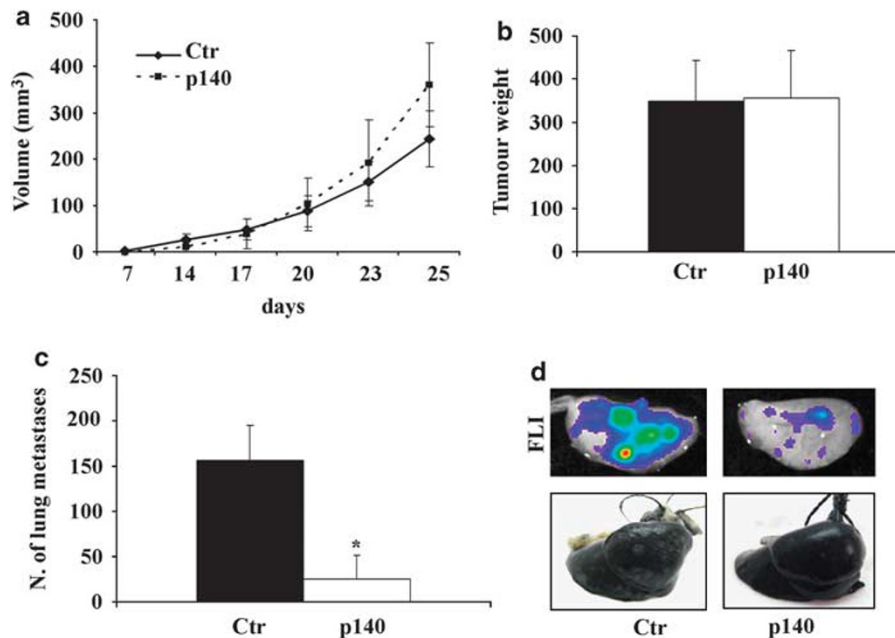 a
500
400
300
200
100
0
Volume (mm³)
Ctr
p140
7 14 17 20 23 25
days
b
500
400
300
200
100
0
Tumour weight
Ctr p140
c
250
200
150
100
50
0
N. of lung metastases
*
Ctr p140
d
FLI
Ctr p140